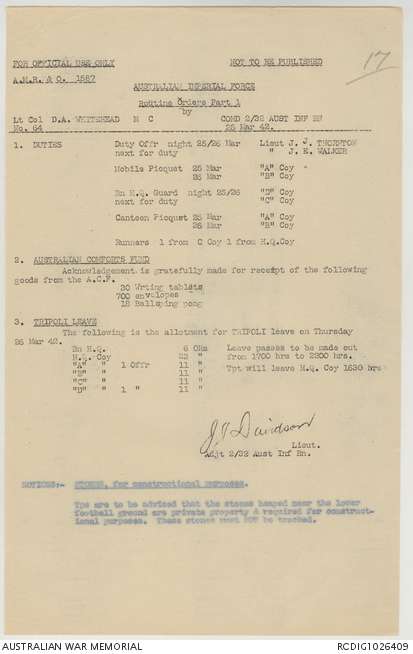 FOR OFFICIAL USE ONLY NOT TO BE PUBLISHED
17
A.M.R. & O. 1587
AUSTRALIAN IMPERIAL FORCE
Routine Orders Part 1
by
Lt Col D.A. WHITEHEAD M C COMD 2/32 AUST INF BN
No. 64 25 Mar 42.
1. DUTIES Duty Offr night 25/26 Mar Lieut J. J. THORNTON
next for duty " J. E. WALKER
Mobile Picquet 25 Mar "A" Coy
26 Mar "B" Coy
Bn H.Q. Guard night 25/26 "D" Coy
next for duty "C" Coy
Canteen Picquet 25 Mar "A" Coy
26 Mar "B" Coy
Runners 1 from C Coy 1 from H.Q.Coy
2. AUSTRALIAN COMFORTS FUND
Acknowledgement is gratefully made for receipt of the following
goods from the A.C.F.
20 Wrting tablets
700 envelopes
18 Balls ping pong
3. TRIPOLI LEAVE
The following is the allotment for TRIPOLI leave on Thursday
26 Mar 42.
Bn H.Q. 6 ORs Leave passes to be made out
H.Q. Coy 22 " from 1700 hrs to 2300 hrs.
"A" 1 Offr 11 " Tpt will leave H.Q. Coy 1630 hrs
"B" 11 "
"C" 11 "
"D" 1 " 11 "
J J Davidson
Lieut.
Adjt 2/32 Aust Inf Bn.
NOTICES:- STONES, for constructional purposes.
Tps are to be advised that the stones heaped near the lower
football ground are private property & required for construct-
ional purposes. These stones must NOT be touched.
AUSTRALIAN WAR MEMORIAL RCDIG1026409